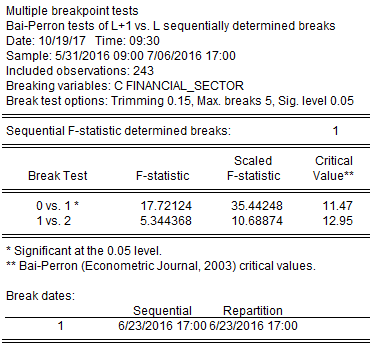 Multiple breakpoint tests
Bai-Perron tests of L+1 vs. L sequentially determined breaks
Date: 10/19/17 Time: 09:30
Sample: 5/31/2016 09:00 7/06/2016 17:00
Included observations: 243
Breaking variables: C FINANCIAL_SECTOR
Break test options: Trimming 0.15, Max. breaks 5, Sig. level 0.05
Sequential F-statistic determined breaks: 1
Scaled Critical
Break Test F-statistic F-statistic Value**
0 vs. 1 * 17.72124 35.44248 11.47
1 vs. 2 5.344368 10.68874 12.95
* Significant at the 0.05 level.
** Bai-Perron (Econometric Journal, 2003) critical values.
Break dates:
Sequential Repartition
1 6/23/2016 17:00 6/23/2016 17:00